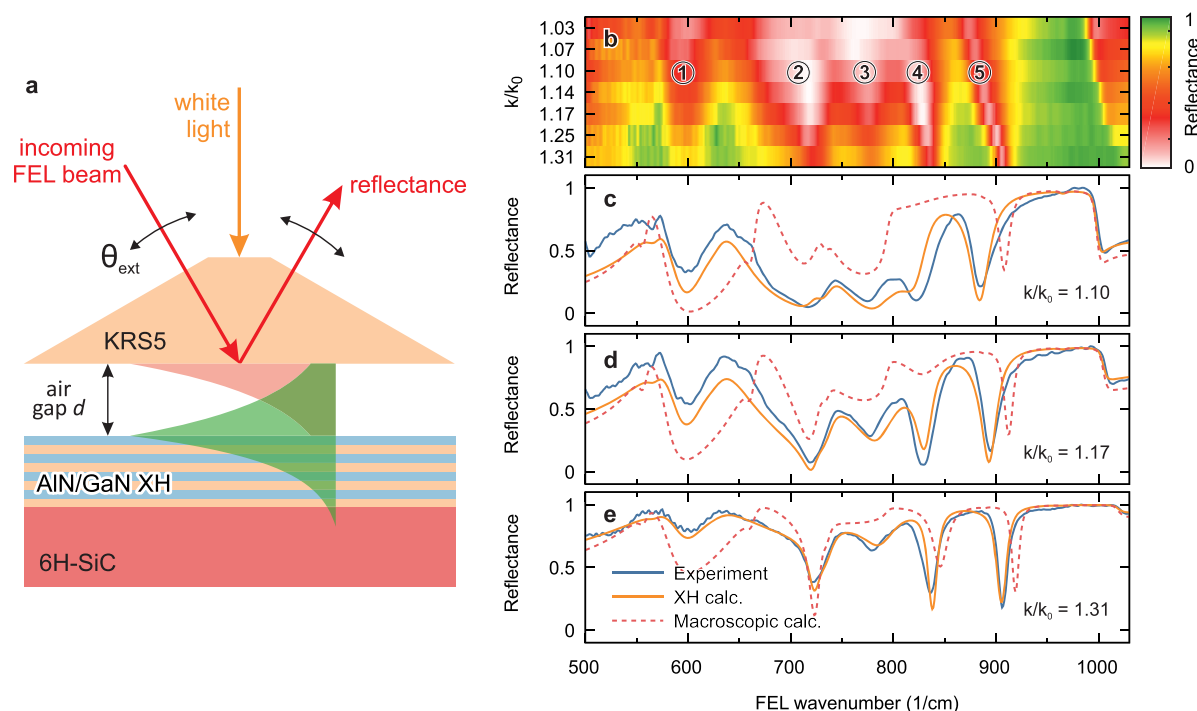 a
white
light
incoming
FEL beam
reflectance
θext
KRS5
air
gap d
AlN/GaN XH
6H-SiC
b
k/k0
1.03
1.07
1.10
1.14
1.17
1.25
1.31
1
2
3
4
5
1
0
Reflectance
c
Reflectance
1
0.5
0
k/k0 = 1.10
d
Reflectance
1
0.5
0
k/k0 = 1.17
e
Reflectance
1
0.5
0
Experiment
XH calc.
Macroscopic calc.
k/k0 = 1.31
500 600 700 800 900 1000
FEL wavenumber (1/cm)